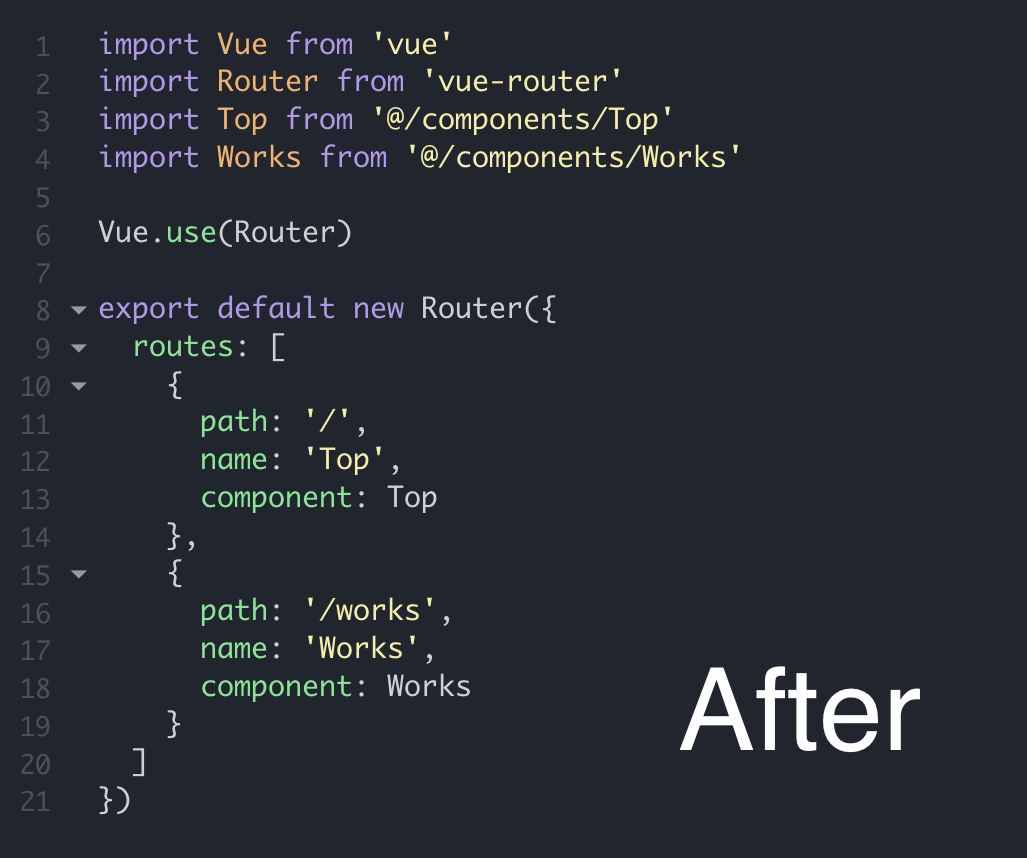 1 import Vue from 'vue'
2 import Router from 'vue-router'
3 import Top from '@/components/Top'
4 import Works from '@/components/Works'
5
6 Vue.use(Router)
7
8 export default new Router({
9   routes: [
10     {
11       path: '/',
12       name: 'Top',
13       component: Top
14     },
15     {
16       path: '/works',
17       name: 'Works',
18       component: Works
19     }
20   ]
21 })
After